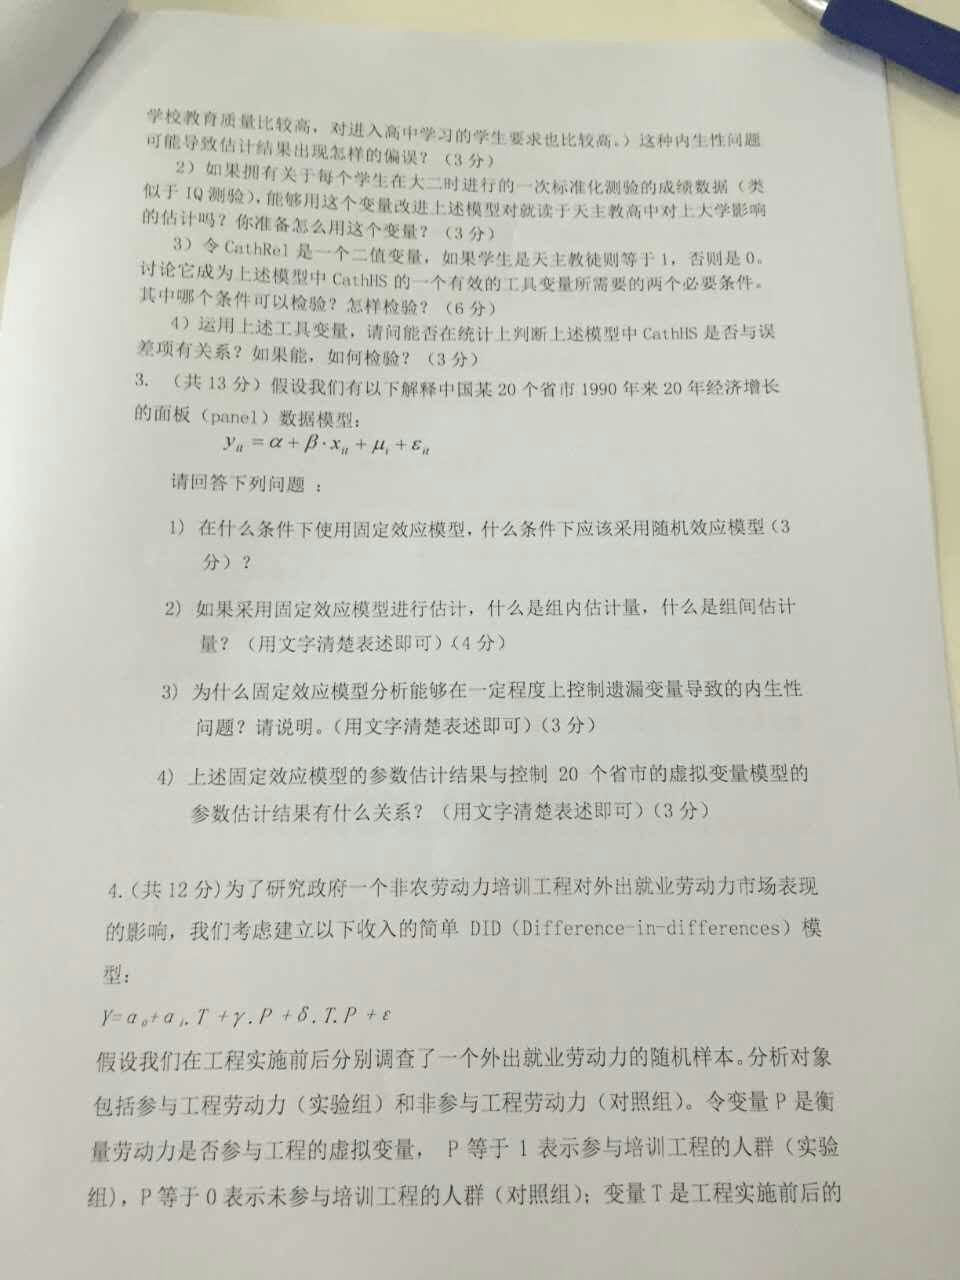 学校教育质量比较高，对进入高中学习的学生要求也比较高。）这种内生性问题
可能导致估计结果出现怎样的偏误？（3 分）
2）如果拥有关于每个学生在大二时进行的一次标准化测验的成绩数据（类
似于 IQ 测验），能够用这个变量改进上述模型对就读于天主教高中对上大学影响
的估计吗？你准备怎么用这个变量？（3 分）
3）令 CathRel 是一个二值变量，如果学生是天主教徒则等于 1，否则是 0。
讨论它成为上述模型中 CathHS 的一个有效的工具变量所需要的两个必要条件。
其中哪个条件可以检验？怎样检验？（6 分）
4）运用上述工具变量，请问能否在统计上判断上述模型中 CathHS 是否与误
差项有关系？如果能，如何检验？（3 分）
3. （共 13 分）假设我们有以下解释中国某 20 个省市 1990 年来 20 年经济增长
的面板（panel）数据模型：
y_{it} = α + β · x_{it} + μ_i + ε_{it}
请回答下列问题 ：
1) 在什么条件下使用固定效应模型，什么条件下应该采用随机效应模型（3
分）？
2) 如果采用固定效应模型进行估计，什么是组内估计量，什么是组间估计
量？（用文字清楚表述即可）（4 分）
3) 为什么固定效应模型分析能够在一定程度上控制遗漏变量导致的内生性
问题？请说明。（用文字清楚表述即可）（3 分）
4) 上述固定效应模型的参数估计结果与控制 20 个省市的虚拟变量模型的
参数估计结果有什么关系？（用文字清楚表述即可）（3 分）
4.（共 12 分）为了研究政府一个非农劳动力培训工程对外出就业劳动力市场表现
的影响，我们考虑建立以下收入的简单 DID（Difference-in-differences）模
型：
Y= α_0 + α_1. T + γ. P + δ. T. P + ε
假设我们在工程实施前后分别调查了一个外出就业劳动力的随机样本。分析对象
包括参与工程劳动力（实验组）和非参与工程劳动力（对照组）。令变量 P 是衡
量劳动力是否参与工程的虚拟变量， P 等于 1 表示参与培训工程的人群（实验
组），P 等于 0 表示未参与培训工程的人群（对照组）；变量 T 是工程实施前后的